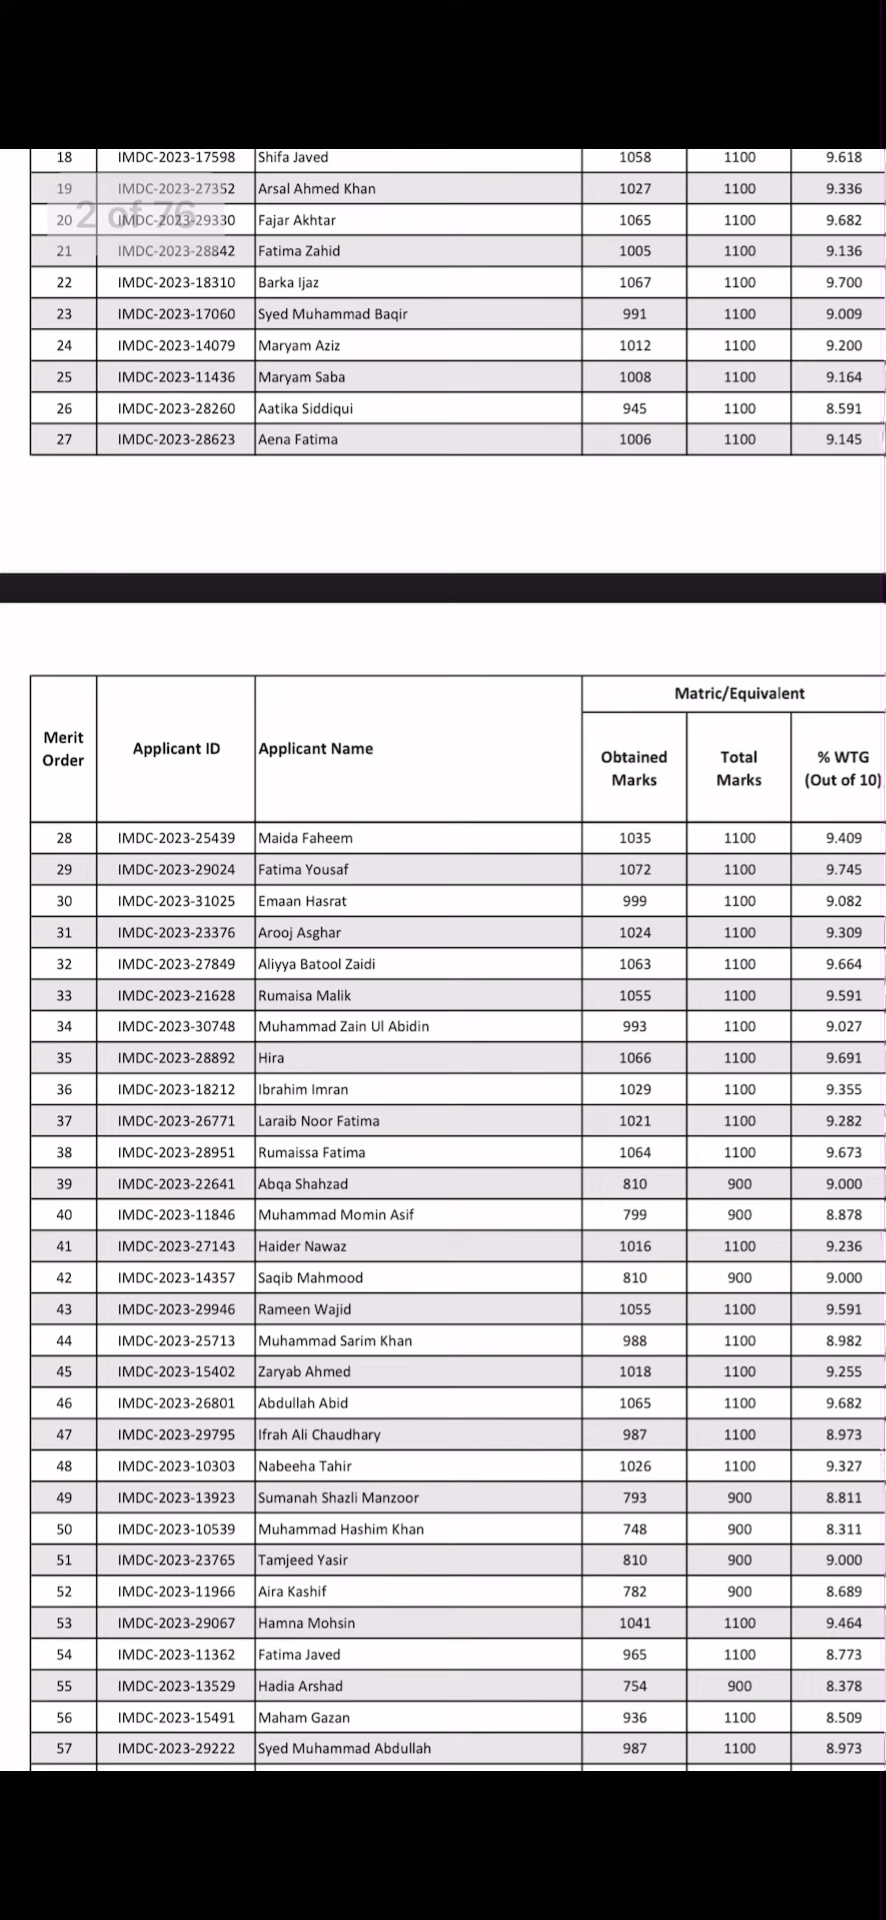 18 IMDC-2023-17598 Shifa Javed 1058 1100 9.618
19 IMDC-2023-27352 Arsal Ahmed Khan 1027 1100 9.336
2 of 76
20 IMDC-2023-29330 Fajar Akhtar 1065 1100 9.682
21 IMDC-2023-28842 Fatima Zahid 1005 1100 9.136
22 IMDC-2023-18310 Barka Ijaz 1067 1100 9.700
23 IMDC-2023-17060 Syed Muhammad Baqir 991 1100 9.009
24 IMDC-2023-14079 Maryam Aziz 1012 1100 9.200
25 IMDC-2023-11436 Maryam Saba 1008 1100 9.164
26 IMDC-2023-28260 Aatika Siddiqui 945 1100 8.591
27 IMDC-2023-28623 Aena Fatima 1006 1100 9.145
Matric/Equivalent
Merit Order Applicant ID Applicant Name Obtained Marks Total Marks % WTG (Out of 10)
28 IMDC-2023-25439 Maida Faheem 1035 1100 9.409
29 IMDC-2023-29024 Fatima Yousaf 1072 1100 9.745
30 IMDC-2023-31025 Emaan Hasrat 999 1100 9.082
31 IMDC-2023-23376 Arooj Asghar 1024 1100 9.309
32 IMDC-2023-27849 Aliyya Batool Zaidi 1063 1100 9.664
33 IMDC-2023-21628 Rumaisa Malik 1055 1100 9.591
34 IMDC-2023-30748 Muhammad Zain Ul Abidin 993 1100 9.027
35 IMDC-2023-28892 Hira 1066 1100 9.691
36 IMDC-2023-18212 Ibrahim Imran 1029 1100 9.355
37 IMDC-2023-26771 Laraib Noor Fatima 1021 1100 9.282
38 IMDC-2023-28951 Rumaissa Fatima 1064 1100 9.673
39 IMDC-2023-22641 Abqa Shahzad 810 900 9.000
40 IMDC-2023-11846 Muhammad Momin Asif 799 900 8.878
41 IMDC-2023-27143 Haider Nawaz 1016 1100 9.236
42 IMDC-2023-14357 Saqib Mahmood 810 900 9.000
43 IMDC-2023-29946 Rameen Wajid 1055 1100 9.591
44 IMDC-2023-25713 Muhammad Sarim Khan 988 1100 8.982
45 IMDC-2023-15402 Zaryab Ahmed 1018 1100 9.255
46 IMDC-2023-26801 Abdullah Abid 1065 1100 9.682
47 IMDC-2023-29795 Ifrah Ali Chaudhary 987 1100 8.973
48 IMDC-2023-10303 Nabeeha Tahir 1026 1100 9.327
49 IMDC-2023-13923 Sumanah Shazli Manzoor 793 900 8.811
50 IMDC-2023-10539 Muhammad Hashim Khan 748 900 8.311
51 IMDC-2023-23765 Tamjeed Yasir 810 900 9.000
52 IMDC-2023-11966 Aira Kashif 782 900 8.689
53 IMDC-2023-29067 Hamna Mohsin 1041 1100 9.464
54 IMDC-2023-11362 Fatima Javed 965 1100 8.773
55 IMDC-2023-13529 Hadia Arshad 754 900 8.378
56 IMDC-2023-15491 Maham Gazan 936 1100 8.509
57 IMDC-2023-29222 Syed Muhammad Abdullah 987 1100 8.973